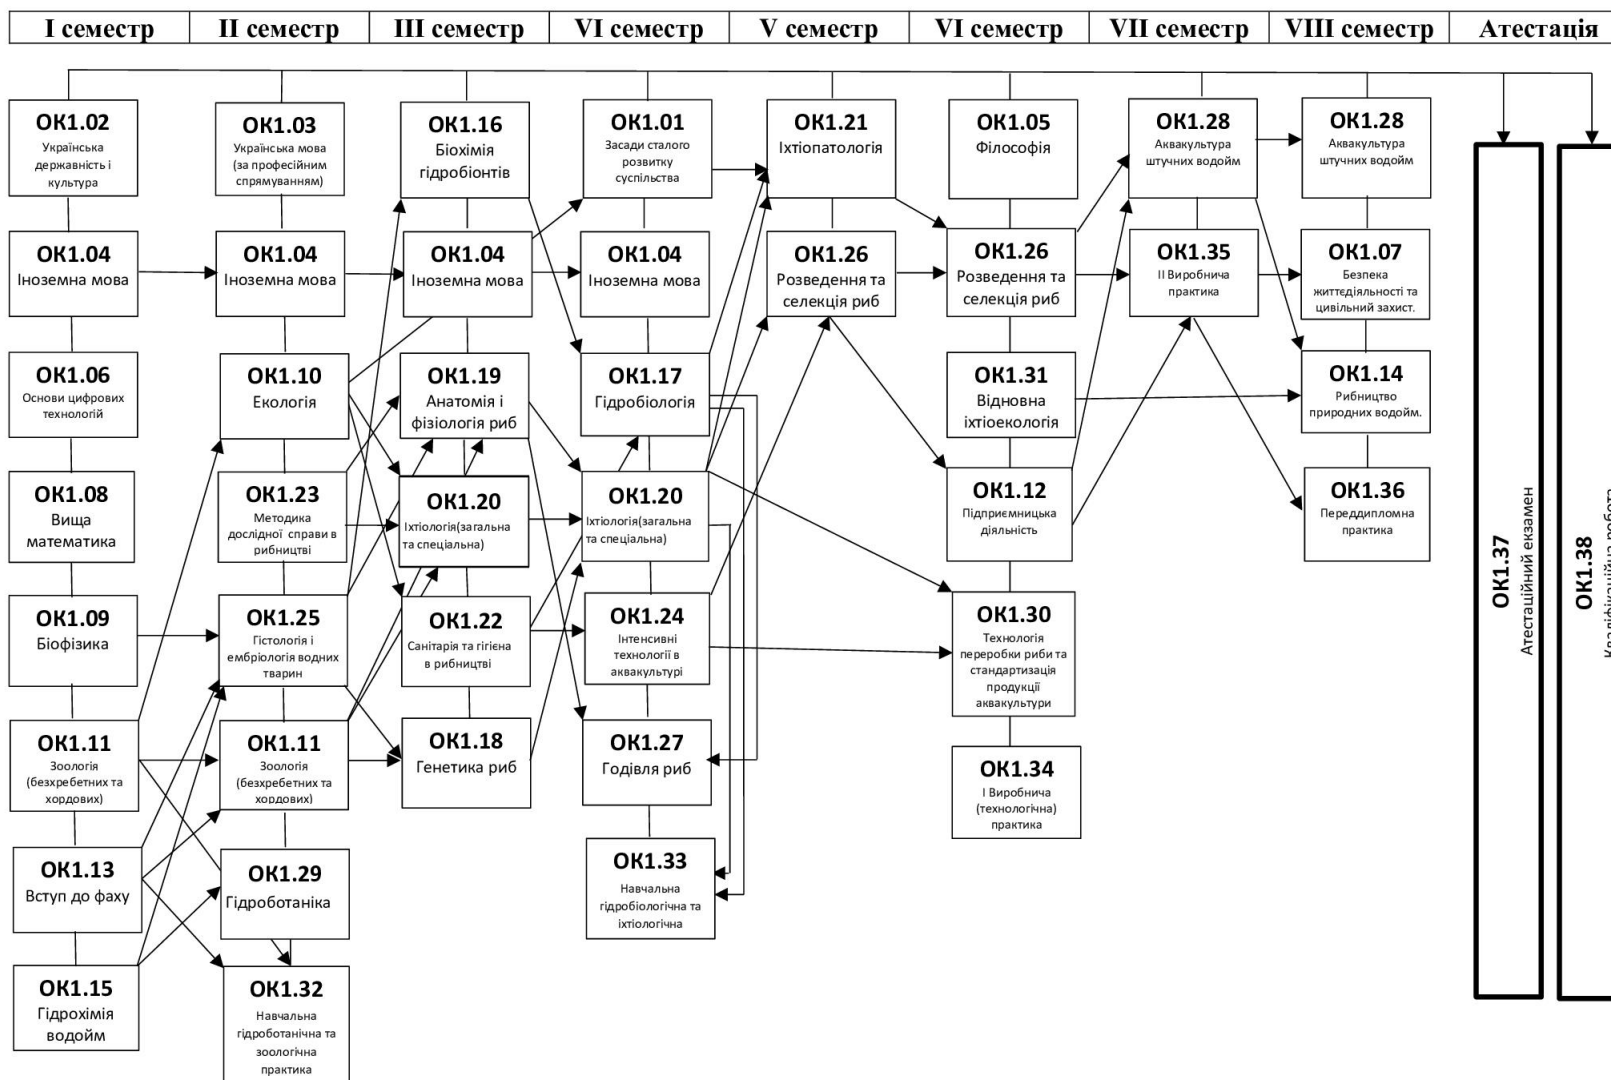 I семестр
II семестр
III семестр
VI семестр
V семестр
VI семестр
VII семестр
VIII семестр
Атестація
ОК1.02
Українська
державність і
культура
ОК1.04
Іноземна мова
ОК1.06
Основи цифрових
технологій
ОК1.08
Вища
математика
ОК1.09
Біофізика
ОК1.11
Зоологія
(безхребетних та
хордових)
ОК1.13
Вступ до фаху
ОК1.15
Гідрохімія
водойм
ОК1.03
Українська мова
(за професійним
спрямуванням)
ОК1.04
Іноземна мова
ОК1.10
Екологія
ОК1.23
Методика
дослідної справи в
рибництві
ОК1.25
Гістологія і
ембріологія водних
тварин
ОК1.11
Зоологія
(безхребетних та
хордових)
ОК1.29
Гідроботаніка
ОК1.32
Навчальна
гідроботанічна та
зоологічна
практика
ОК1.16
Біохімія
гідробіонтів
ОК1.04
Іноземна мова
ОК1.19
Анатомія і
фізіологія риб
ОК1.20
Іхтіологія(загальна
та спеціальна)
ОК1.22
Санітарія та гігієна
в рибництві
ОК1.18
Генетика риб
ОК1.01
Засади сталого
розвитку
суспільства
ОК1.04
Іноземна мова
ОК1.17
Гідробіологія
ОК1.20
Іхтіологія(загальна
та спеціальна)
ОК1.24
Інтенсивні
технології в
аквакультурі
ОК1.27
Годівля риб
ОК1.33
Навчальна
гідробіологічна та
іхтіологічна
ОК1.21
Іхтіопатологія
ОК1.26
Розведення та
селекція риб
ОК1.05
Філософія
ОК1.26
Розведення та
селекція риб
ОК1.31
Відновна
іхтіоекологія
ОК1.12
Підприємницька
діяльність
ОК1.30
Технологія
переробки риби та
стандартизація
продукції
аквакультури
ОК1.34
І Виробнича
(технологічна)
практика
ОК1.28
Аквакультура
штучних водойм
ОК1.35
ІІ Виробнича
практика
ОК1.28
Аквакультура
штучних водойм
ОК1.07
Безпека
життєдіяльності та
цивільний захист.
ОК1.14
Рибництво
природних водойм.
ОК1.36
Переддипломна
практика
ОК1.37
Атестаційний екзамен
ОК1.38